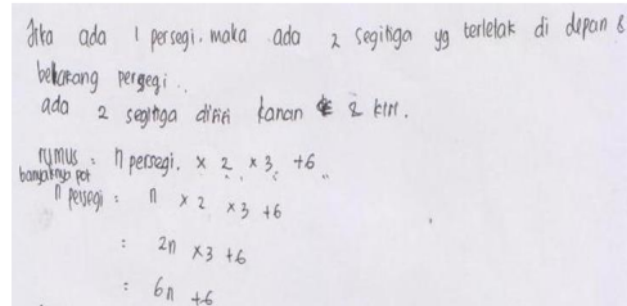 Jika ada 1 persegi. maka ada 2 segitiga yg terletak di depan &
belakang persegi..
ada 2 segitiga disisi kanan & kiri.
rumus : n persegi. × 2 × 3 +6
banyaknya pot
n persegi : n × 2 × 3 +6
: 2n × 3 +6
: 6n +6